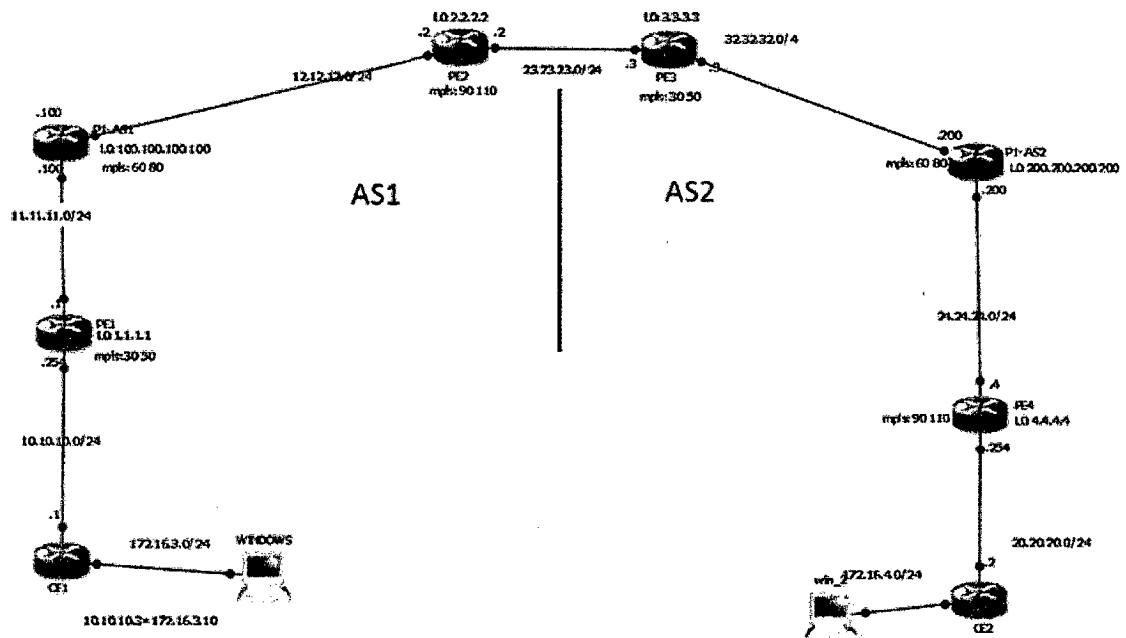 L0:2.2.2.2
.2
.2
PE2
mpls: 90 110
L0:3.3.3.3
.3
.3
PE3
mpls: 30 50
32.32.32.0/4
12.12.12.0/24
23.23.23.0/24
.100
P1-AS1
L0:100.100.100.100
mpls: 60 80
.100
.200
P1-AS2
mpls: 60 80
L0:200.200.200.200
.200
AS1
AS2
11.11.11.0/24
24.24.24.0/24
.1
PE1
L0:1.1.1.1
mpls:30 50
.254
.4
PE4
mpls: 90 110
L0:4.4.4.4
.254
10.10.10.0/24
20.20.20.0/24
.1
172.16.3.0/24
WINDOWS
CE1
10.10.10.3=172.16.3.10
.2
172.16.4.0/24
CE2